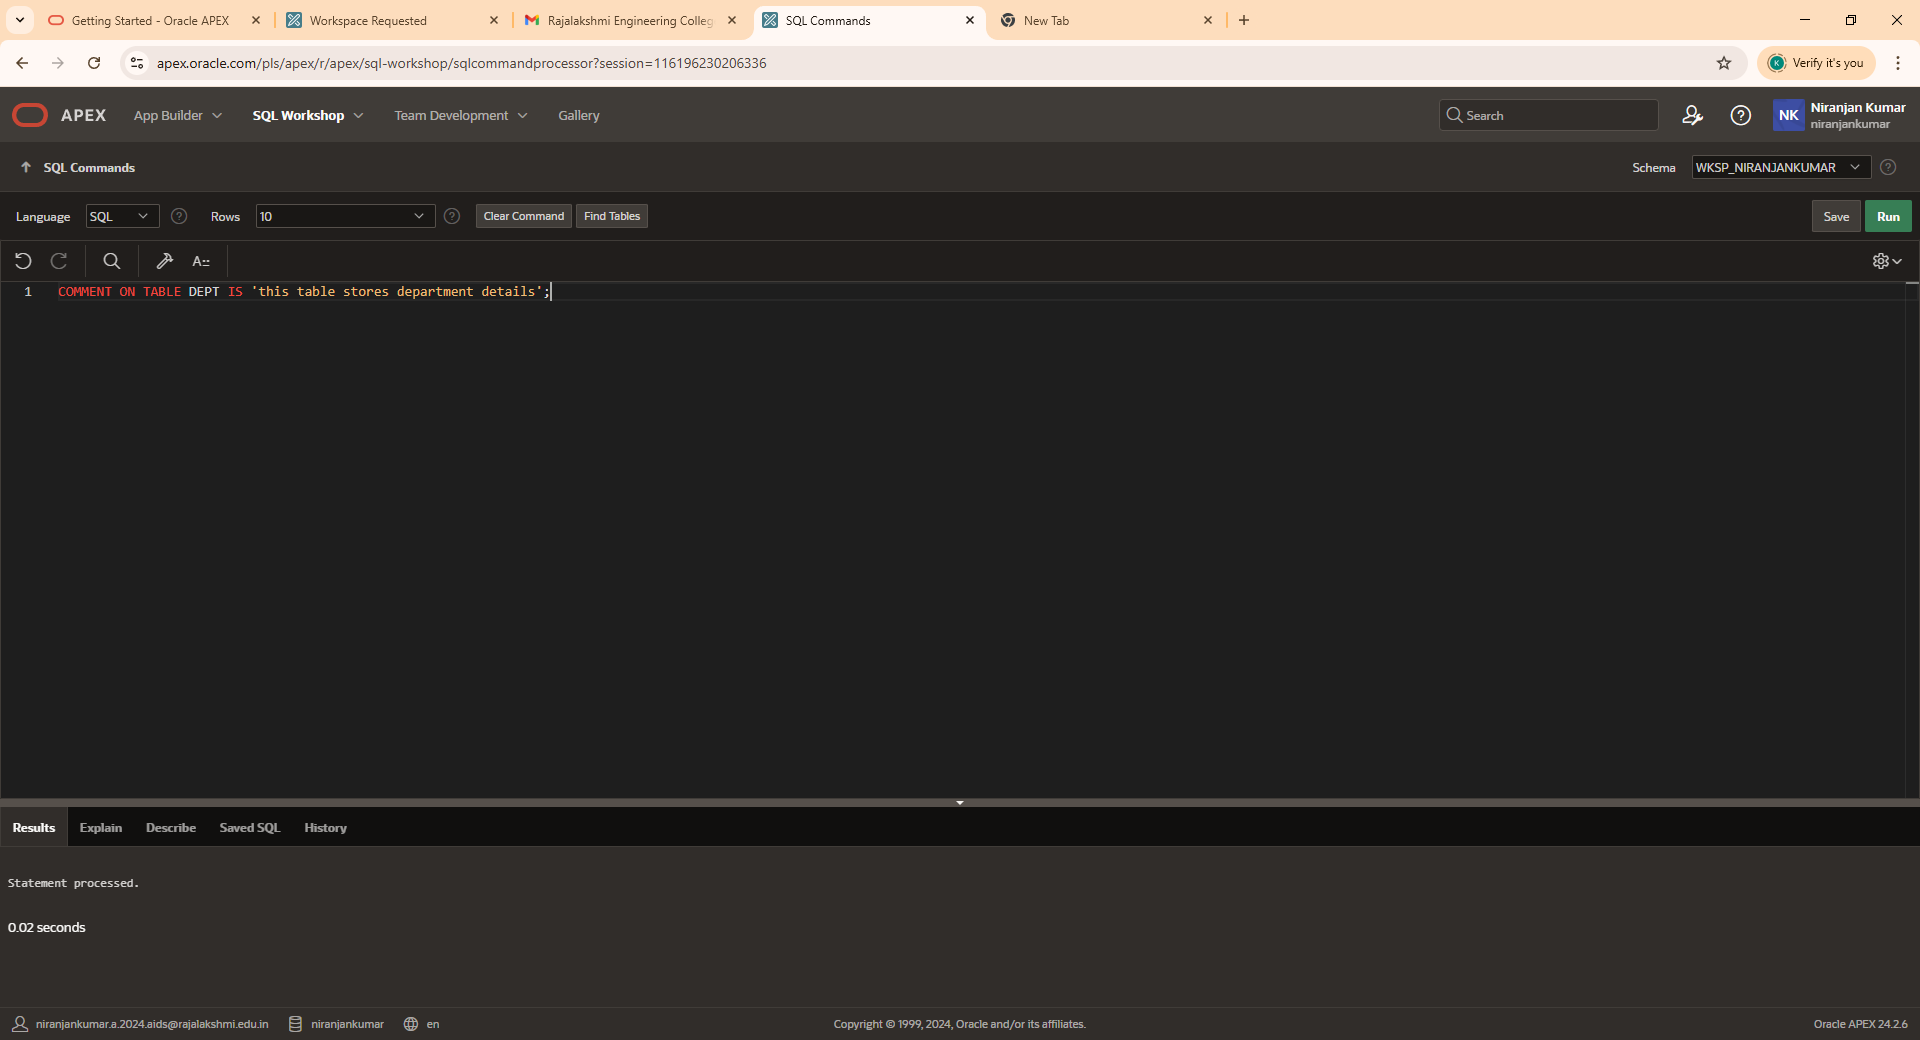 Getting Started - Oracle APEX
Workspace Requested
Rajalakshmi Engineering Colleg
SQL Commands
New Tab
apex.oracle.com/pls/apex/r/apex/sql-workshop/sqlcommandprocessor?session=116196230206336
K Verify it's you
APEX App Builder SQL Workshop Team Development Gallery
Search
NK
Niranjan Kumar
niranjankumar
SQL Commands
Schema WKSP_NIRANJANKUMAR
Language SQL Rows 10 Clear Command Find Tables Save Run
1 COMMENT ON TABLE DEPT IS 'this table stores department details';
Results Explain Describe Saved SQL History
Statement processed.
0.02 seconds
niranjankumar.a.2024.aids@rajalakshmi.edu.in niranjankumar en
Copyright © 1999, 2024, Oracle and/or its affiliates.
Oracle APEX 24.2.6